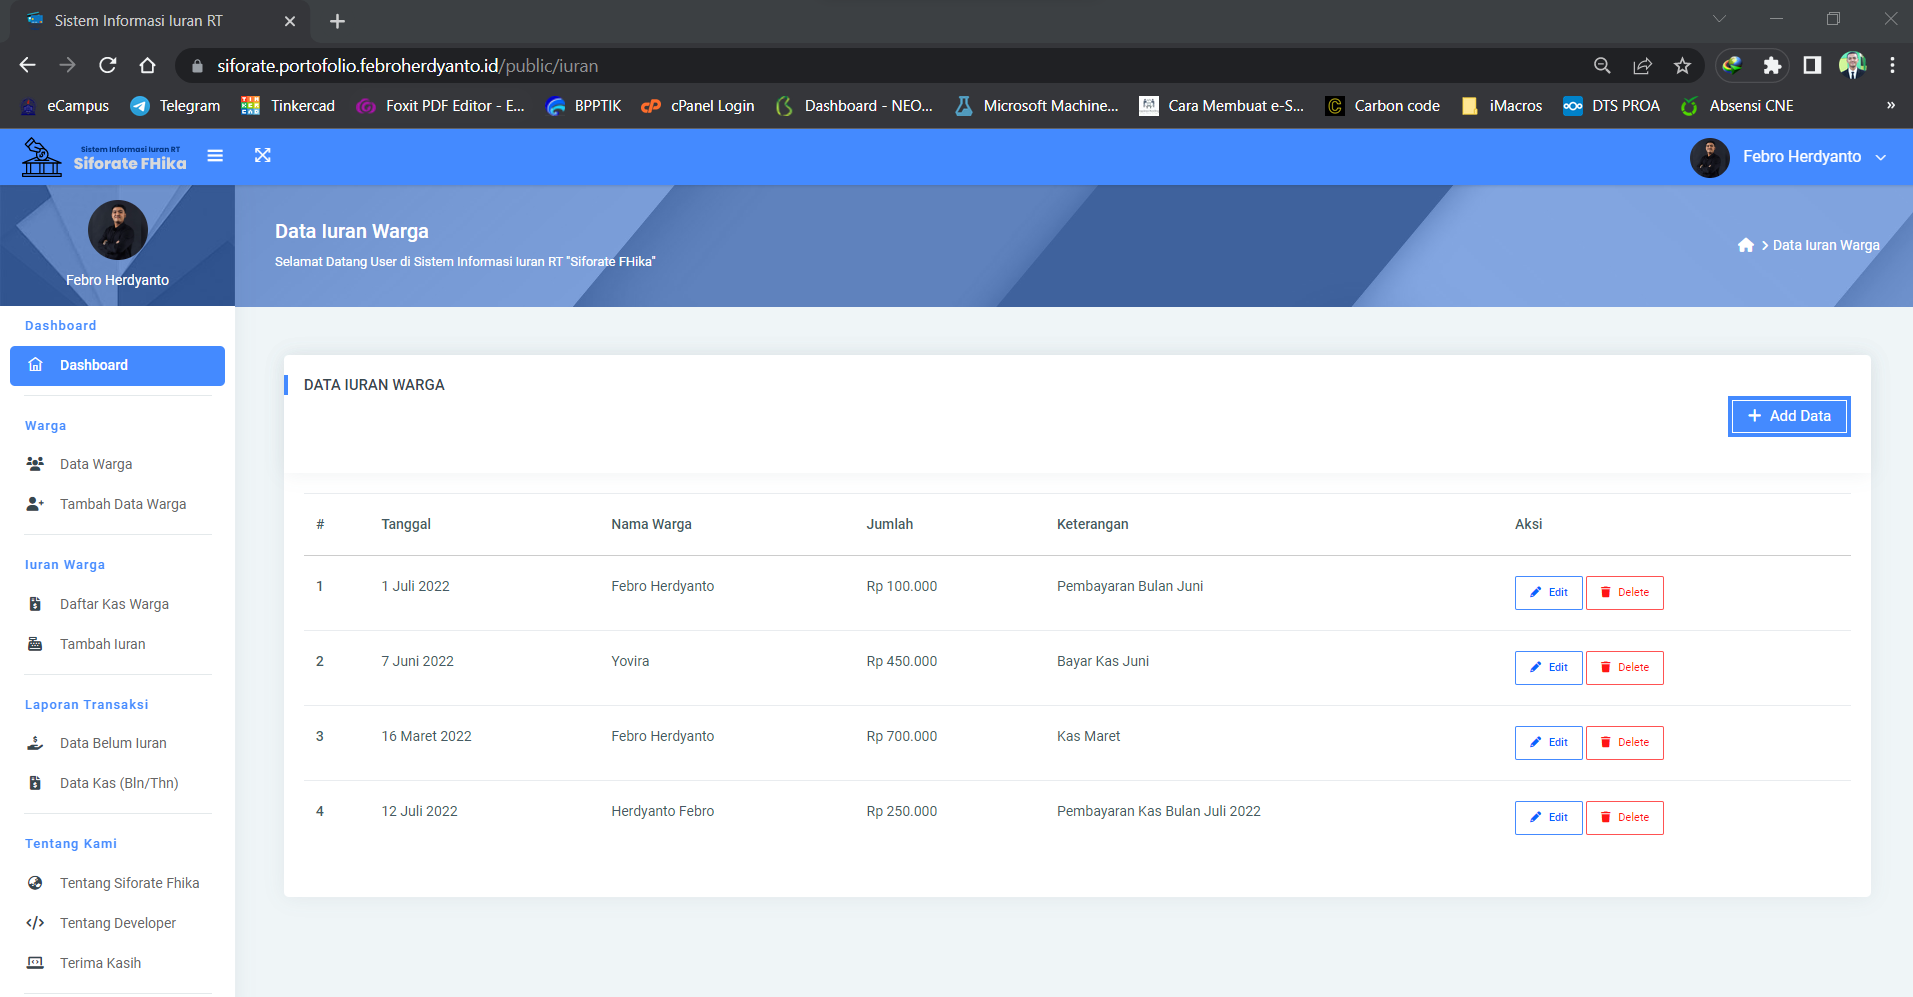 Sistem Informasi Iuran RT
siforate.portofolio.febroherdyanto.id/public/iuran
eCampus Telegram Tinkercad Foxit PDF Editor - E... BPPTIK cPanel Login Dashboard - NEO... Microsoft Machine... Cara Membuat e-S... Carbon code iMacros DTS PROA Absensi CNE »
Sistem Informasi Iuran RT
Siforate FHika
Febro Herdyanto
Febro Herdyanto
Data Iuran Warga
Selamat Datang User di Sistem Informasi Iuran RT "Siforate FHika"
Data Iuran Warga
Dashboard
Dashboard
Warga
Data Warga
Tambah Data Warga
Iuran Warga
Daftar Kas Warga
Tambah Iuran
Laporan Transaksi
Data Belum Iuran
Data Kas (Bln/Thn)
Tentang Kami
Tentang Siforate Fhika
Tentang Developer
Terima Kasih
DATA IURAN WARGA
+ Add Data
# Tanggal Nama Warga Jumlah Keterangan Aksi
1 1 Juli 2022 Febro Herdyanto Rp 100.000 Pembayaran Bulan Juni Edit Delete
2 7 Juni 2022 Yovira Rp 450.000 Bayar Kas Juni Edit Delete
3 16 Maret 2022 Febro Herdyanto Rp 700.000 Kas Maret Edit Delete
4 12 Juli 2022 Herdyanto Febro Rp 250.000 Pembayaran Kas Bulan Juli 2022 Edit Delete